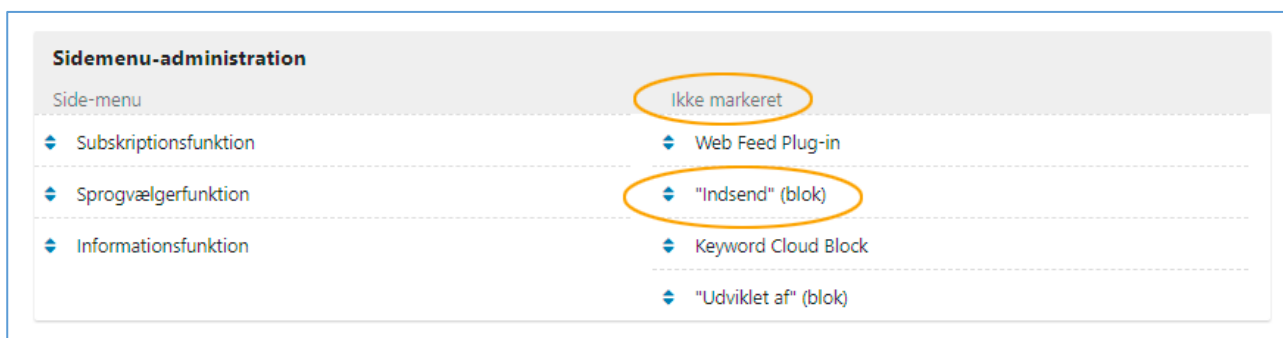 Sidemenu-administration
Side-menu
Ikke markeret
Subskriptionsfunktion
Web Feed Plug-in
Sprogvælgerfunktion
"Indsend" (blok)
Informationsfunktion
Keyword Cloud Block
"Udviklet af" (blok)